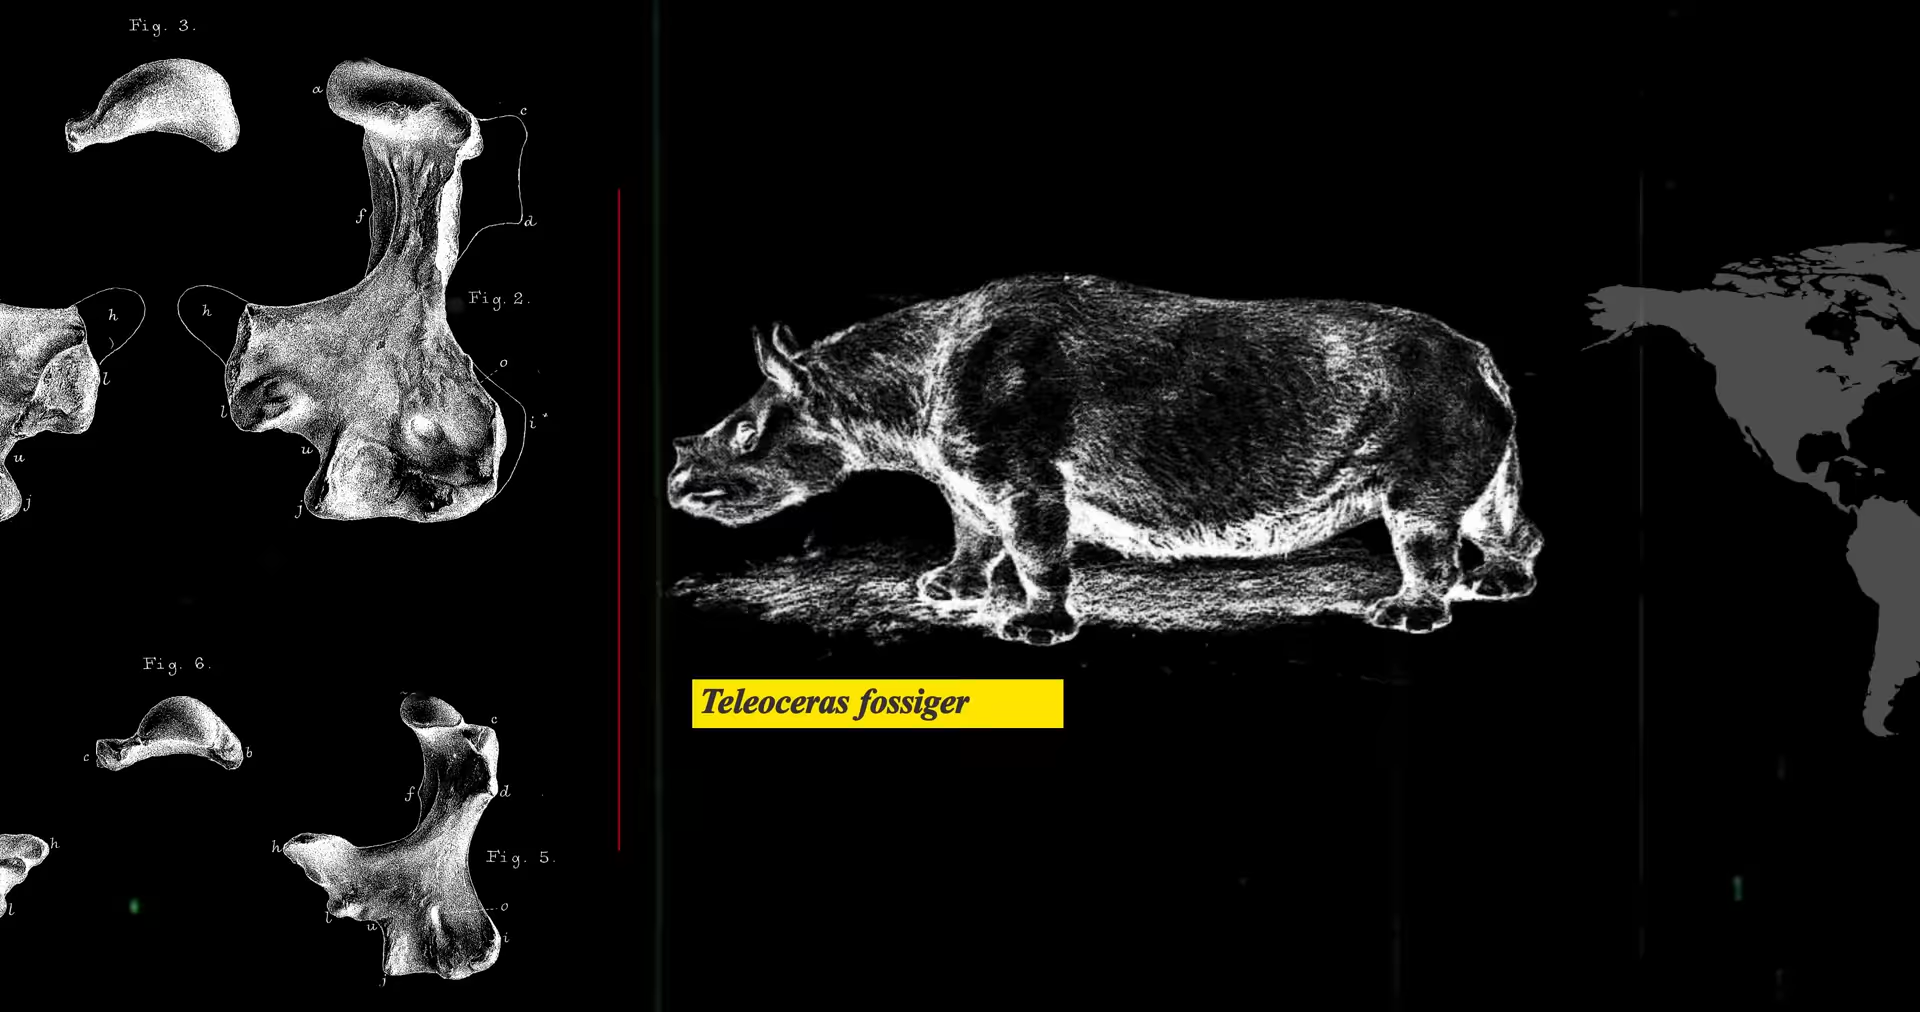 Fig. 3.
a
c
f
d
Fig. 2.
h
h
o
l
l
i
u
u
j
j
Teleoceras fossiger
Fig. 6.
c
c
b
f
d
h
h
Fig. 5.
l
l
o
u
i
j